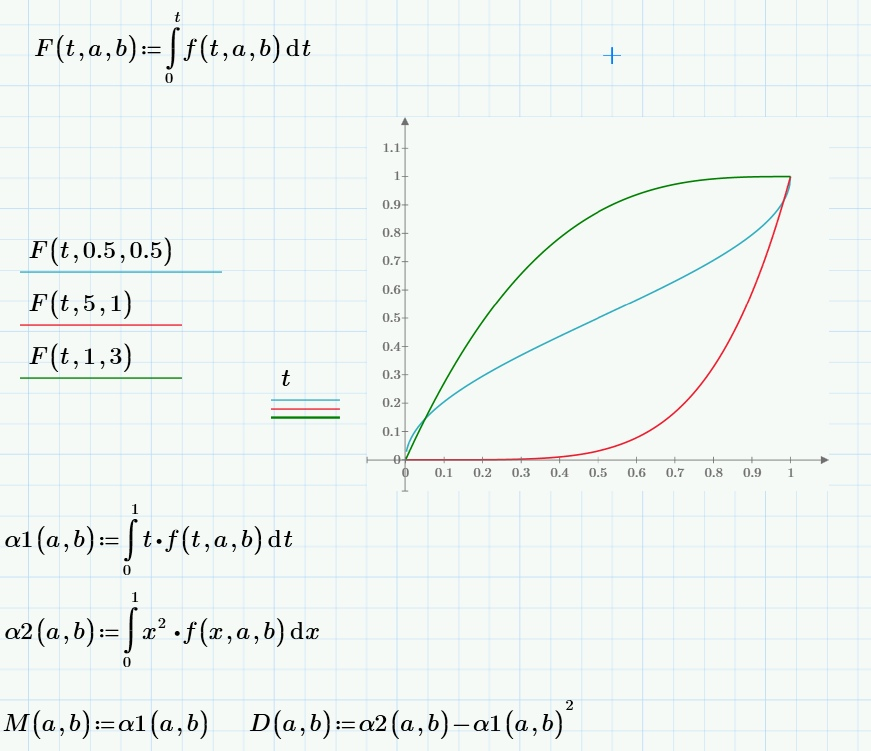 F(t,a,b):=∫₀ᵗ f(t,a,b) dt
1.1
1
0.9
0.8
0.7
0.6
0.5
0.4
0.3
0.2
0.1
0
0 0.1 0.2 0.3 0.4 0.5 0.6 0.7 0.8 0.9 1
F(t,0.5,0.5)
F(t,5,1)
F(t,1,3)
t
α1(a,b):=∫₀¹ t·f(t,a,b) dt
α2(a,b):=∫₀¹ x²·f(x,a,b) dx
M(a,b):=α1(a,b) D(a,b):=α2(a,b)−α1(a,b)²